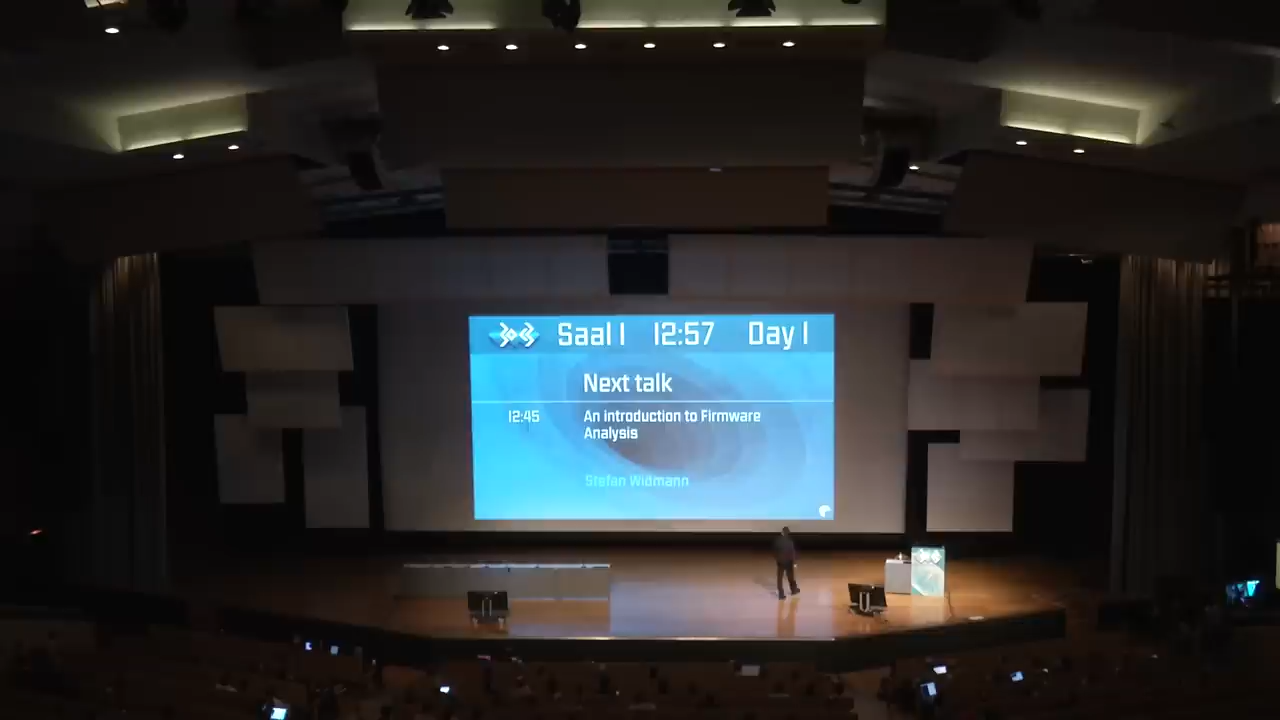 Saal 1 12:57 Day 1
Next talk
12:45 An introduction to Firmware
Analysis
Stefan Widmann